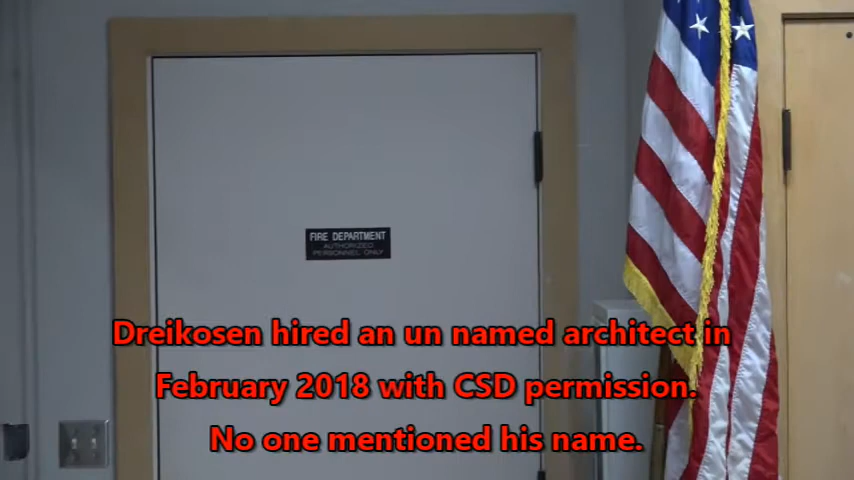 FIRE DEPARTMENT
AUTHORIZED
PERSONNEL ONLY
Dreikosen hired an un named architect in
February 2018 with CSD permission.
No one mentioned his name.